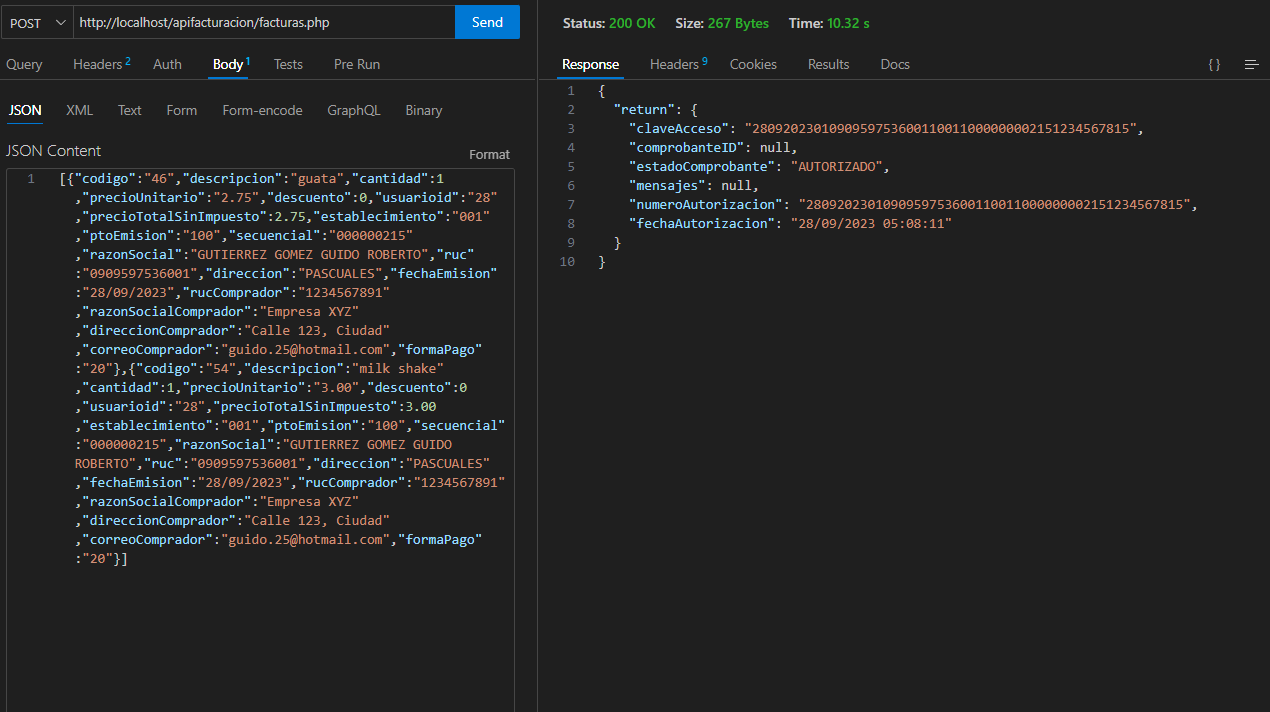 POST http://localhost/apifacturacion/facturas.php Send
Query Headers 2 Auth Body 1 Tests Pre Run
JSON XML Text Form Form-encode GraphQL Binary
JSON Content Format
1 [{"codigo":"46","descripcion":"guata","cantidad":1
,"precioUnitario":"2.75","descuento":0,"usuarioid":"28"
,"precioTotalSinImpuesto":2.75,"establecimiento":"001"
,"ptoEmision":"100","secuencial":"000000215"
,"razonSocial":"GUTIERREZ GOMEZ GUIDO ROBERTO","ruc"
:"0909597536001","direccion":"PASCUALES","fechaEmision"
:"28/09/2023","rucComprador":"1234567891"
,"razonSocialComprador":"Empresa XYZ"
,"direccionComprador":"Calle 123, Ciudad"
,"correoComprador":"guido.25@hotmail.com","formaPago"
:"20"},{"codigo":"54","descripcion":"milk shake"
,"cantidad":1,"precioUnitario":"3.00","descuento":0
,"usuarioid":"28","precioTotalSinImpuesto":3.00
,"establecimiento":"001","ptoEmision":"100","secuencial"
:"000000215","razonSocial":"GUTIERREZ GOMEZ GUIDO
ROBERTO","ruc":"0909597536001","direccion":"PASCUALES"
,"fechaEmision":"28/09/2023","rucComprador":"1234567891"
,"razonSocialComprador":"Empresa XYZ"
,"direccionComprador":"Calle 123, Ciudad"
,"correoComprador":"guido.25@hotmail.com","formaPago"
:"20"}]
Status: 200 OK Size: 267 Bytes Time: 10.32 s
Response Headers 9 Cookies Results Docs {}
1 {
2 "return": {
3 "claveAcceso": "2809202301090959753600110011000000002151234567815",
4 "comprobanteID": null,
5 "estadoComprobante": "AUTORIZADO",
6 "mensajes": null,
7 "numeroAutorizacion": "2809202301090959753600110011000000002151234567815",
8 "fechaAutorizacion": "28/09/2023 05:08:11"
9 }
10 }